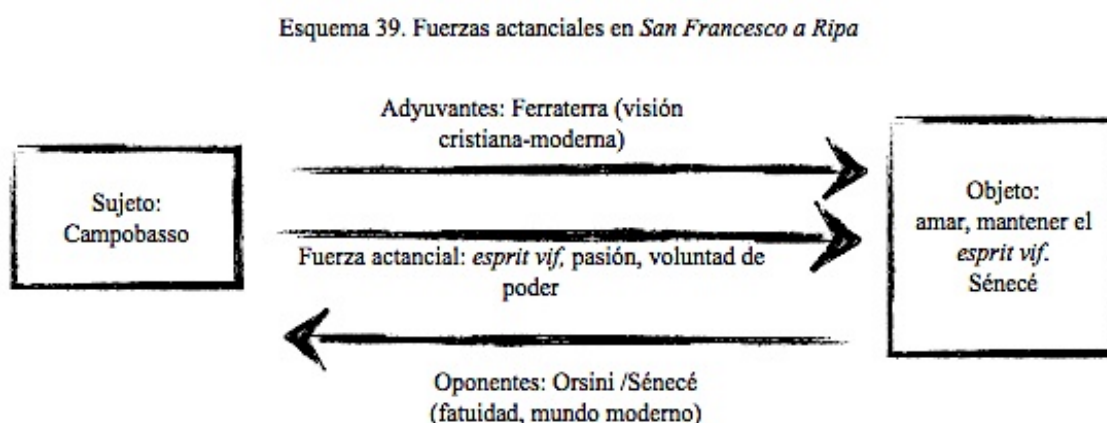 Esquema 39. Fuerzas actanciales en San Francesco a Ripa
Adyuvantes: Ferraterra (visión
cristiana-moderna)
Sujeto:
Campobasso
Fuerza actancial: esprit vif, pasión, voluntad de
poder
Objeto:
amar, mantener el
esprit vif.
Sénecé
Oponentes: Orsini /Sénecé
(fatuidad, mundo moderno)